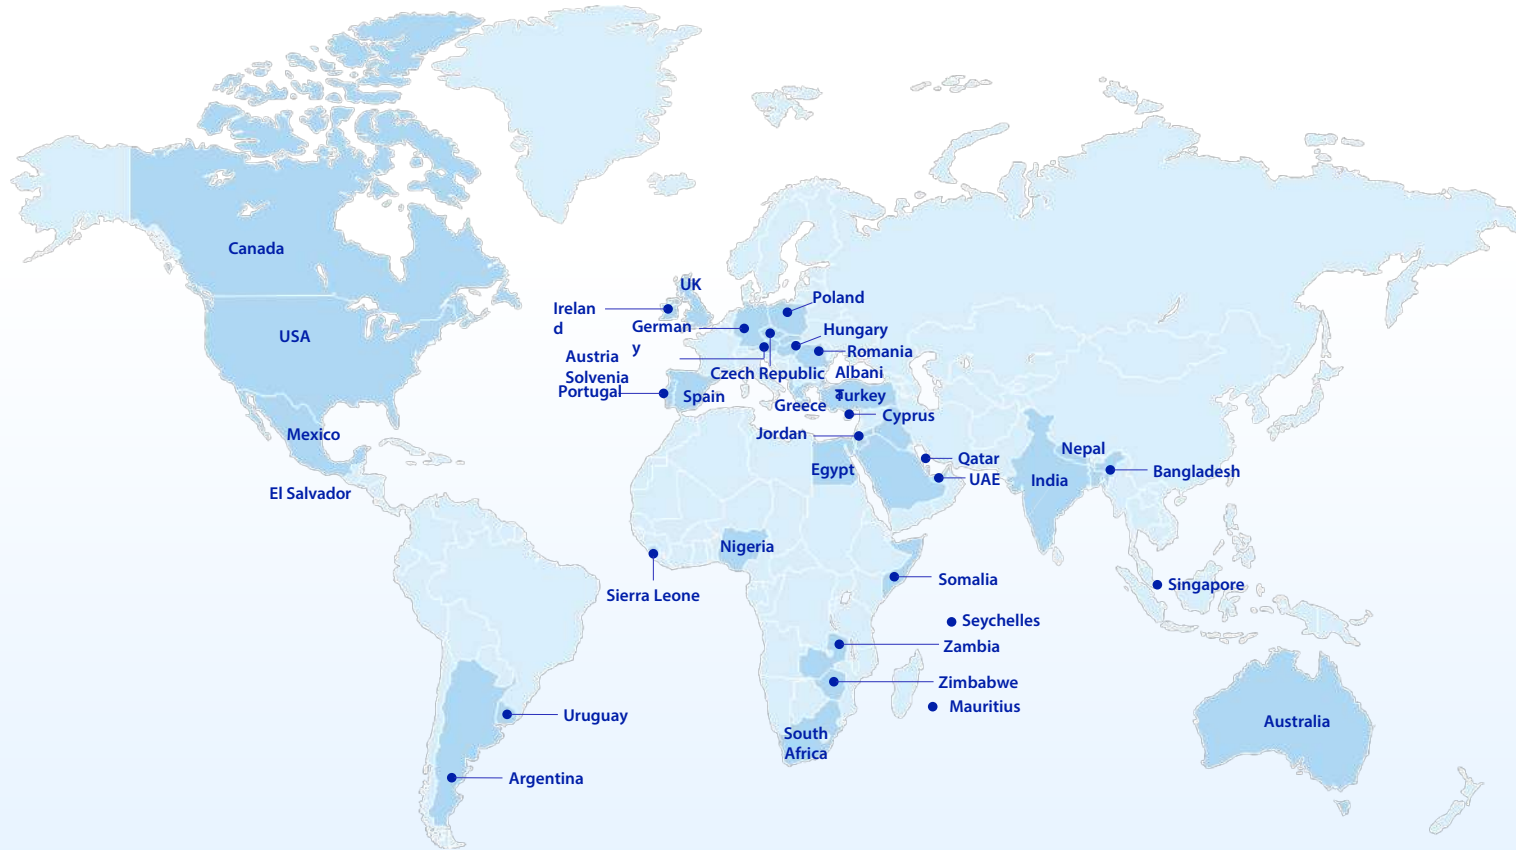 Canada
USA
Mexico
El Salvador
UK
Irelan
d
German
y
Austria
Solvenia
Portugal
Spain
Poland
Hungary
Romania
Czech Republic
Albani
Turkey
Greece
Cyprus
Jordan
Egypt
Qatar
UAE
Nepal
India
Bangladesh
Nigeria
Sierra Leone
Somalia
Singapore
Seychelles
Zambia
Zimbabwe
Mauritius
South
Africa
Uruguay
Argentina
Australia